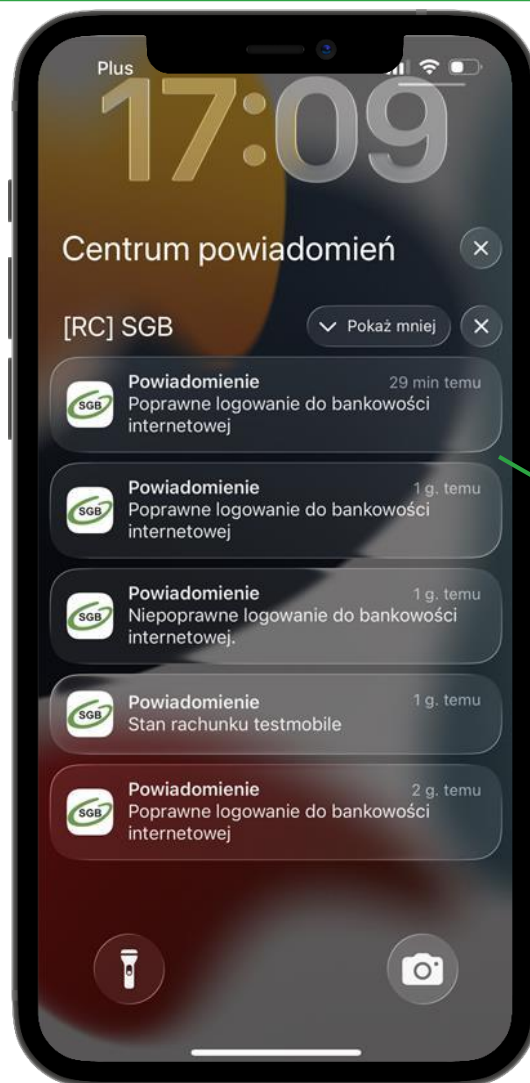 Plus
17:09
Centrum powiadomień
[RC] SGB
Pokaż mniej
Powiadomienie 29 min temu
SGB Poprawne logowanie do bankowości
internetowej
Powiadomienie 1 g. temu
SGB Poprawne logowanie do bankowości
internetowej
Powiadomienie 1 g. temu
SGB Niepoprawne logowanie do bankowości
internetowej.
Powiadomienie 1 g. temu
SGB Stan rachunku testmobile
Powiadomienie 2 g. temu
SGB Poprawne logowanie do bankowości
internetowej